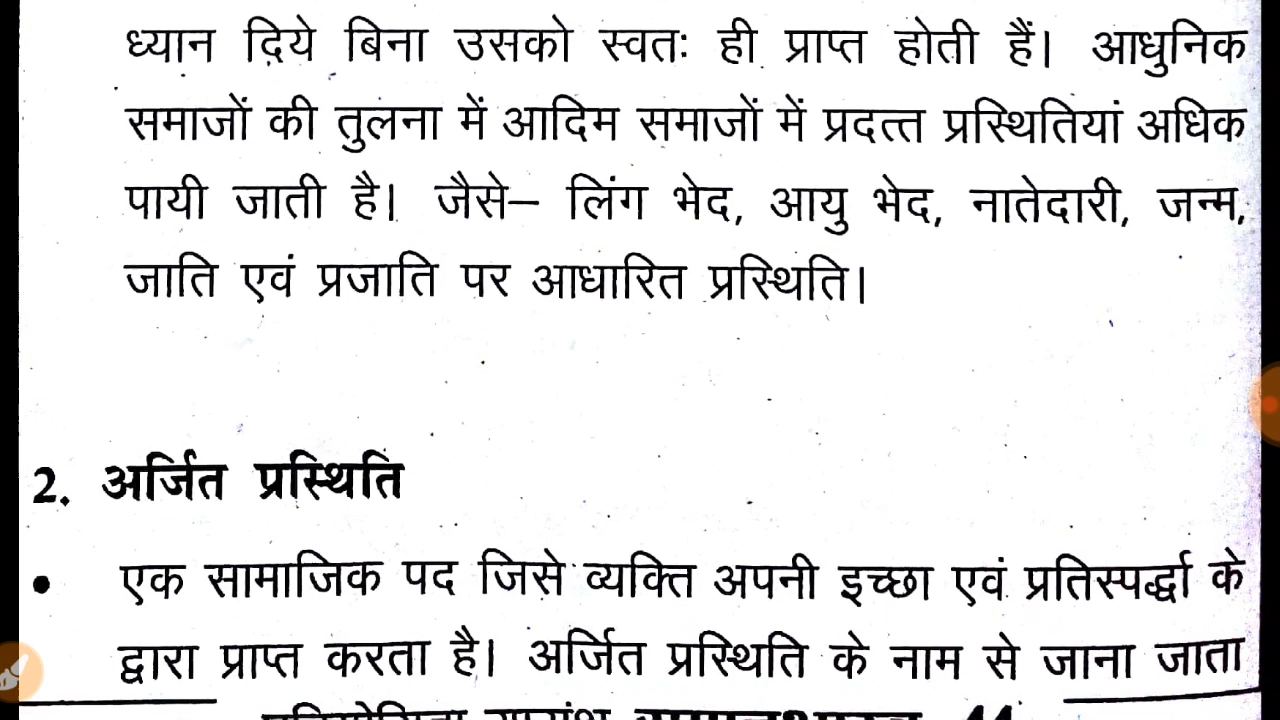 ध्यान दिये बिना उसको स्वतः ही प्राप्त होती हैं। आधुनिक
समाजों की तुलना में आदिम समाजों में प्रदत्त प्रस्थितियां अधिक
पायी जाती है। जैसे– लिंग भेद, आयु भेद, नातेदारी, जन्म,
जाति एवं प्रजाति पर आधारित प्रस्थिति।
2. अर्जित प्रस्थिति
• एक सामाजिक पद जिसे व्यक्ति अपनी इच्छा एवं प्रतिस्पर्द्धा के
द्वारा प्राप्त करता है। अर्जित प्रस्थिति के नाम से जाना जाता